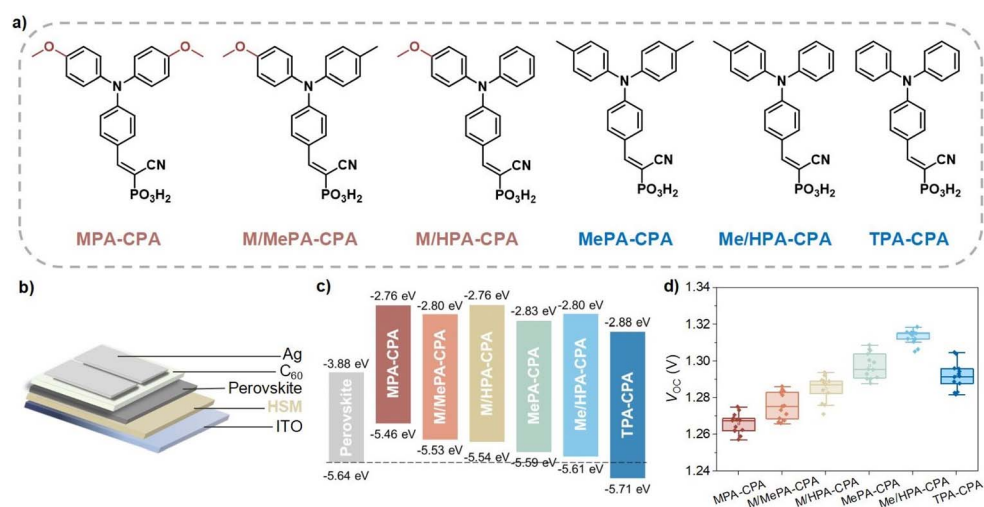 a)
O O O O
N N N N N N
CN CN CN CN CN CN
PO₃H₂ PO₃H₂ PO₃H₂ PO₃H₂ PO₃H₂ PO₃H₂
MPA-CPA M/MePA-CPA M/HPA-CPA MePA-CPA Me/HPA-CPA TPA-CPA
b)
Ag
C₆₀
Perovskite
HSM
ITO
c)
-3.88 eV
Perovskite
-5.64 eV
-2.76 eV
MPA-CPA
-5.46 eV
-2.80 eV
M/MePA-CPA
-5.53 eV
-2.76 eV
M/HPA-CPA
-5.54 eV
-2.83 eV
MePA-CPA
-5.59 eV
-2.80 eV
Me/HPA-CPA
-5.61 eV
-2.88 eV
TPA-CPA
-5.71 eV
d)
V_OC (V)
1.34
1.32
1.30
1.28
1.26
1.24
MPA-CPA
M/MePA-CPA
M/HPA-CPA
MePA-CPA
Me/HPA-CPA
TPA-CPA